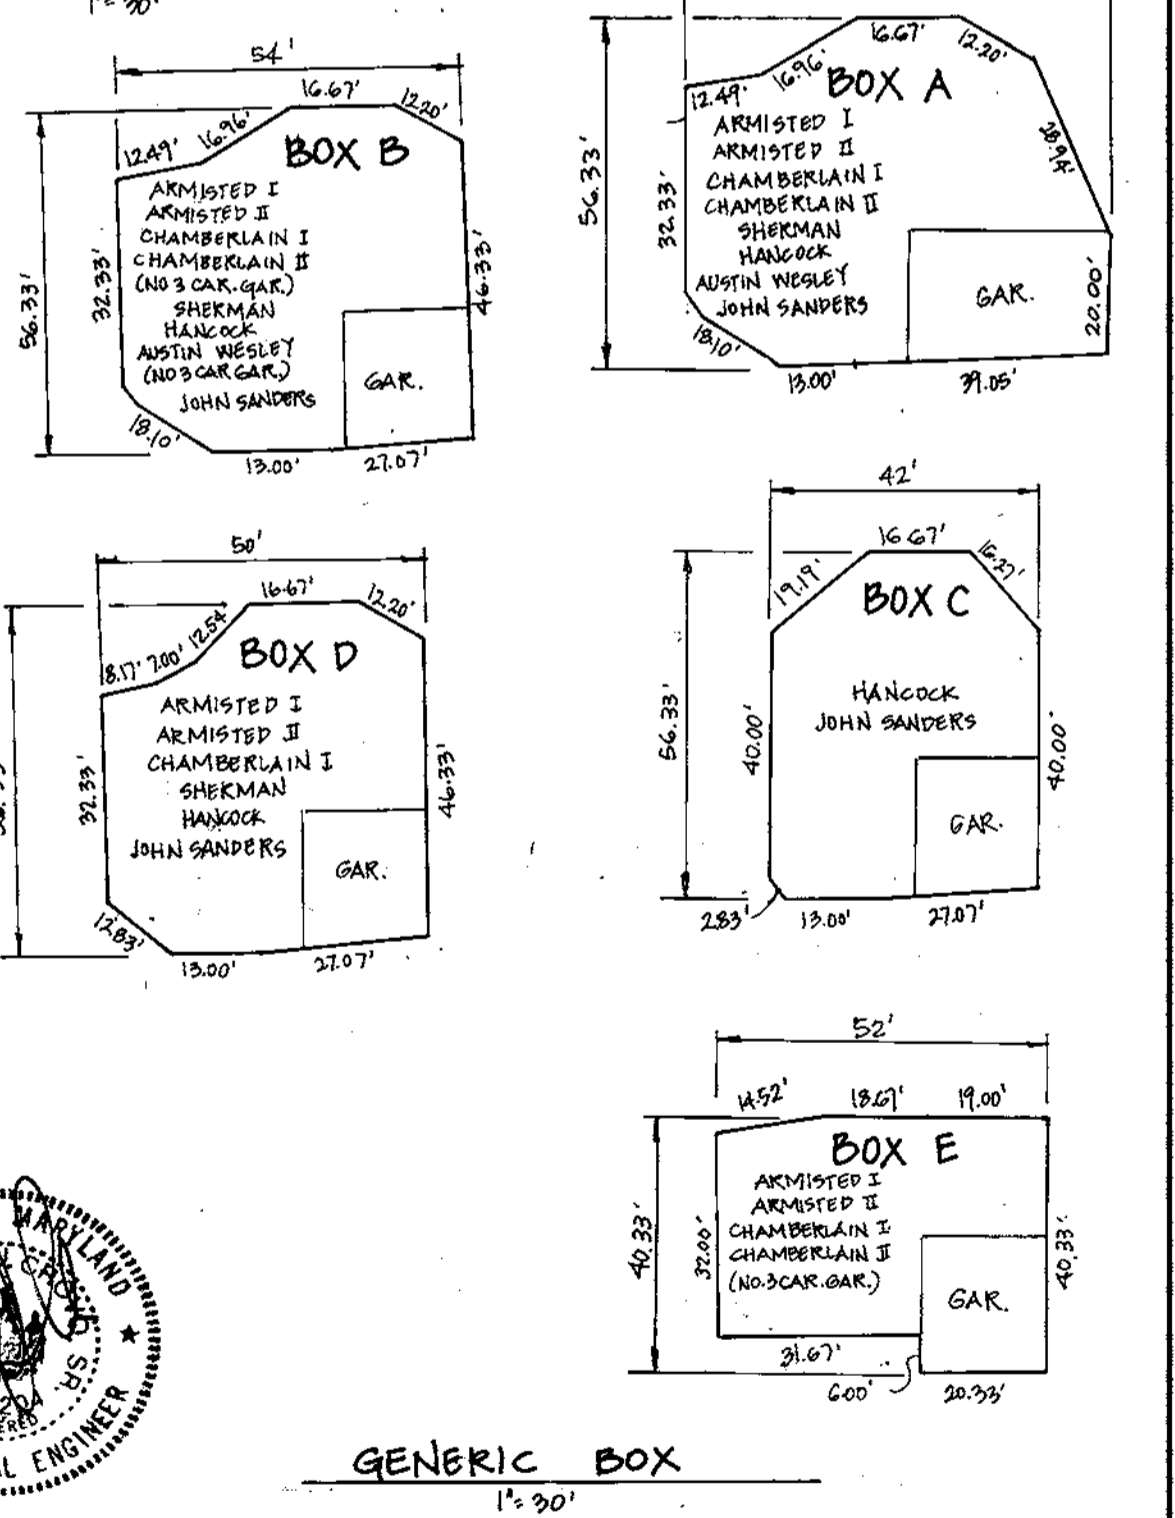 1"= 30'
54'
16.67'
12.20'
16.96'
12.49'
BOX B
ARMISTED I
ARMISTED II
CHAMBERLAIN I
CHAMBERLAIN II
(NO 3 CAR. GAR.)
SHERMAN
HANCOCK
AUSTIN WESLEY
(NO 3 CAR GAR.)
JOHN SANDERS
56.33'
32.33'
46.33'
GAR.
18.10'
13.00'
27.07'
16.67'
12.20'
16.96'
12.49'
BOX A
28.94'
ARMISTED I
ARMISTED II
CHAMBERLAIN I
CHAMBERLAIN II
SHERMAN
HANCOCK
AUSTIN WESLEY
JOHN SANDERS
56.33'
32.33'
GAR.
20.00'
18.10'
13.00'
39.05'
50'
16.67'
12.20'
12.54'
8.17' 7.00'
BOX D
ARMISTED I
ARMISTED II
CHAMBERLAIN I
SHERMAN
HANCOCK
JOHN SANDERS
32.33'
46.33'
GAR.
12.83'
13.00'
27.07'
42'
16.67'
19.19'
16.27'
BOX C
HANCOCK
JOHN SANDERS
56.33'
40.00'
40.00'
GAR.
2.83'
13.00'
27.07'
52'
14.52'
18.67'
19.00'
BOX E
ARMISTED I
ARMISTED II
CHAMBERLAIN I
CHAMBERLAIN II
(NO. 3 CAR. GAR.)
40.33'
32.00'
40.33'
GAR.
31.67'
6.00'
20.33'
MARYLAND
SR.
ENGINEER
GENERIC BOX
1"= 30'